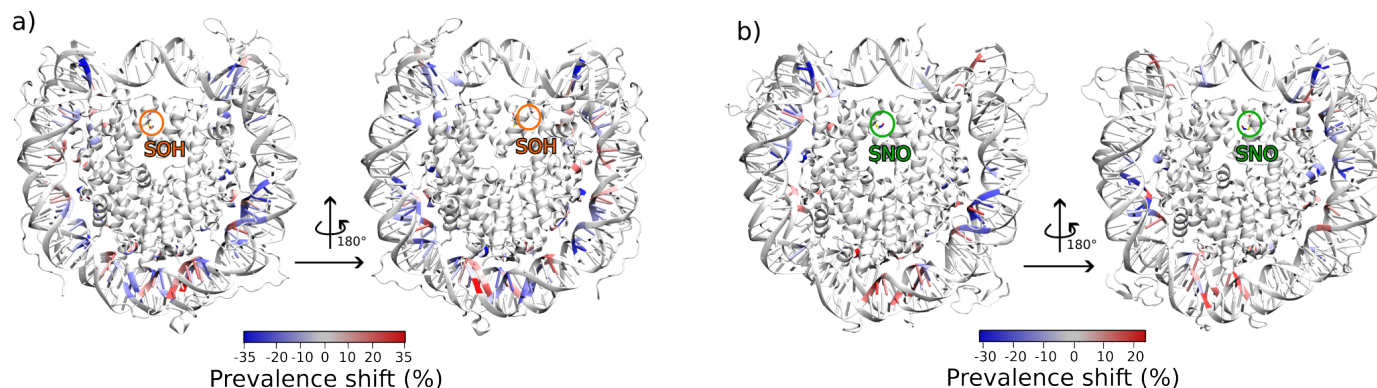 a)
SOH
SOH
180°
-35 -20 -10 0 10 20 35
Prevalence shift (%)
b)
SNO
SNO
180°
-30 -20 -10 0 10 20
Prevalence shift (%)